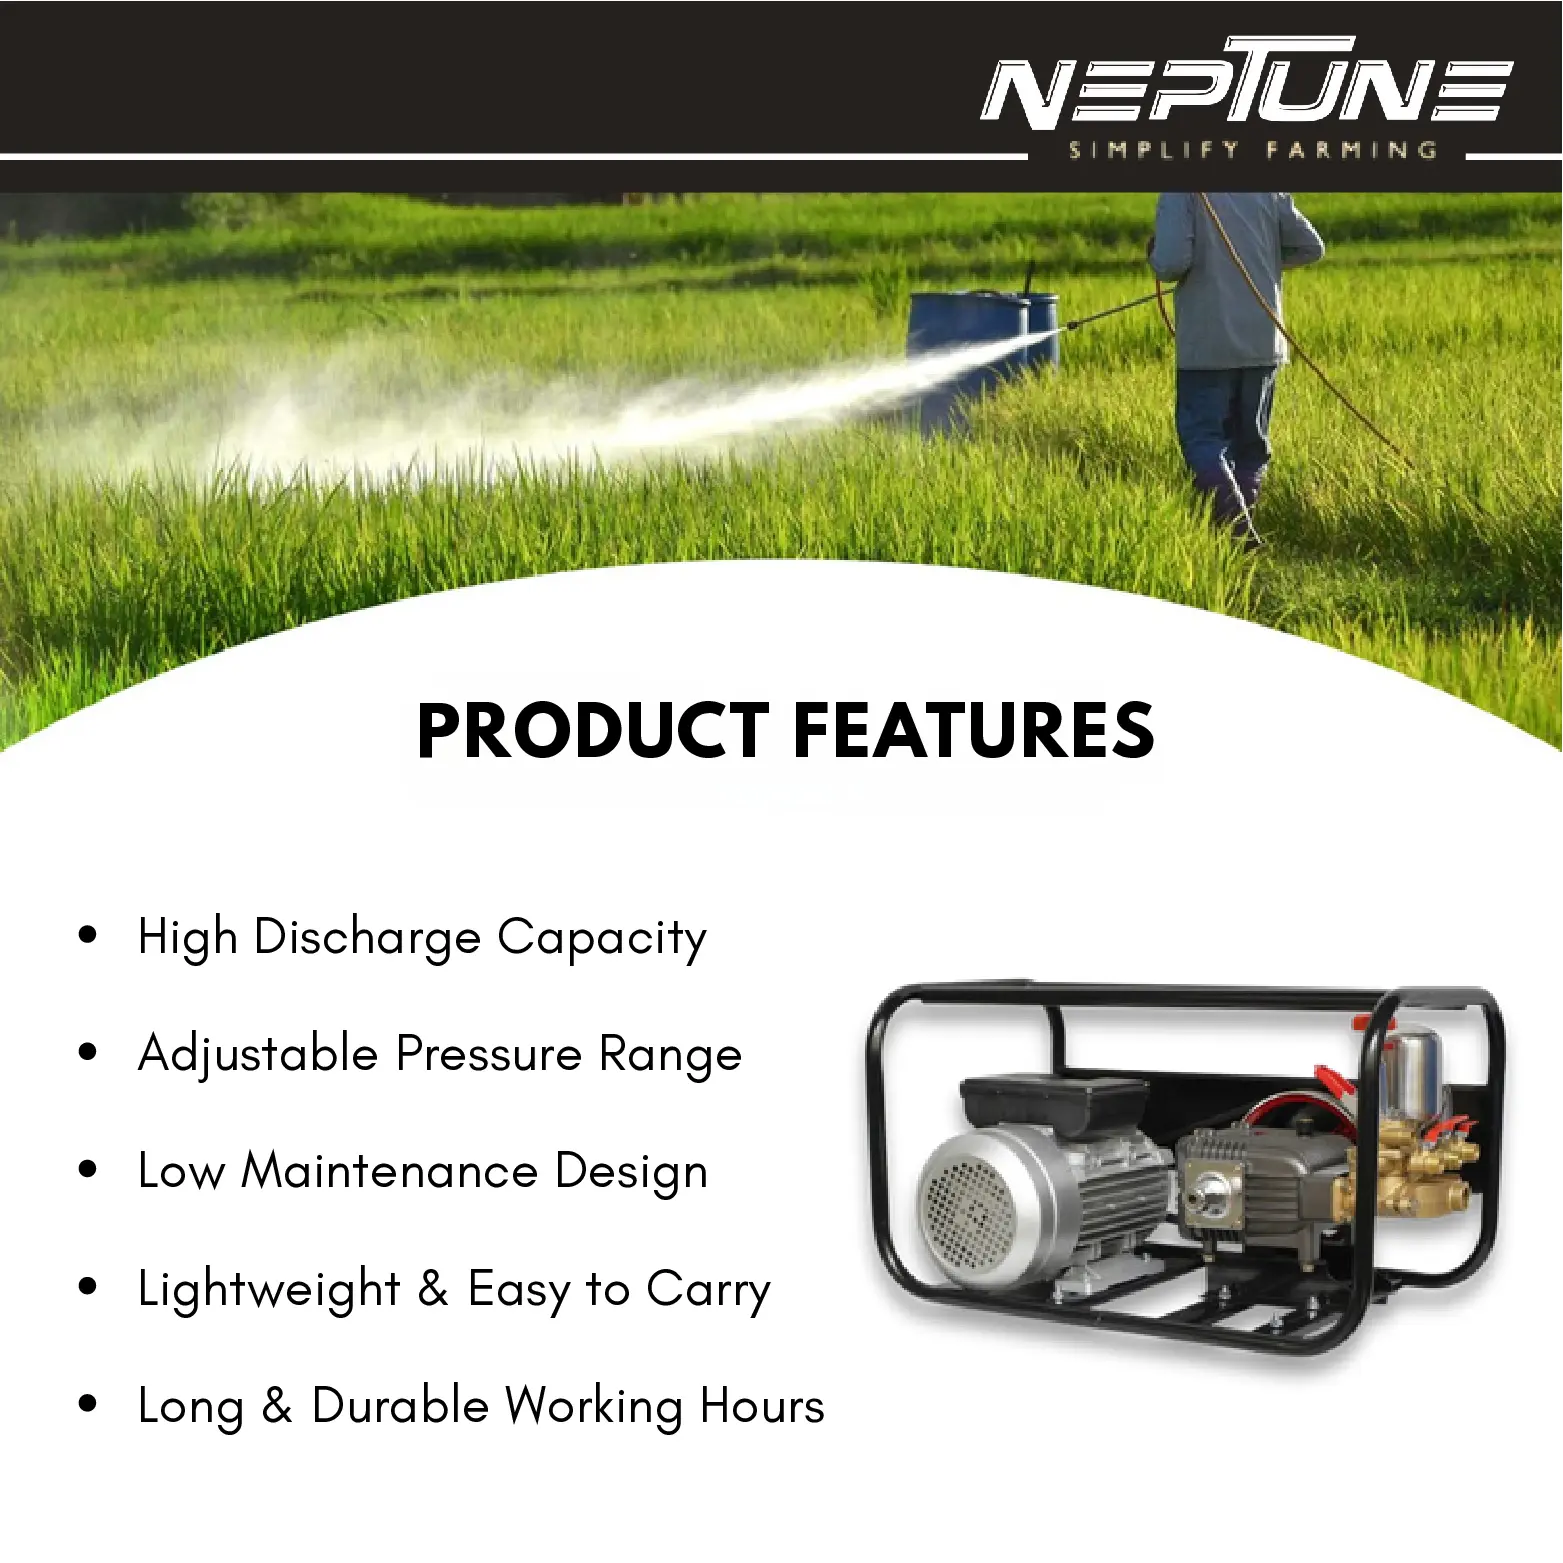 NEPTUNE
SIMPLIFY FARMING
PRODUCT FEATURES
• High Discharge Capacity
• Adjustable Pressure Range
• Low Maintenance Design
• Lightweight & Easy to Carry
• Long & Durable Working Hours